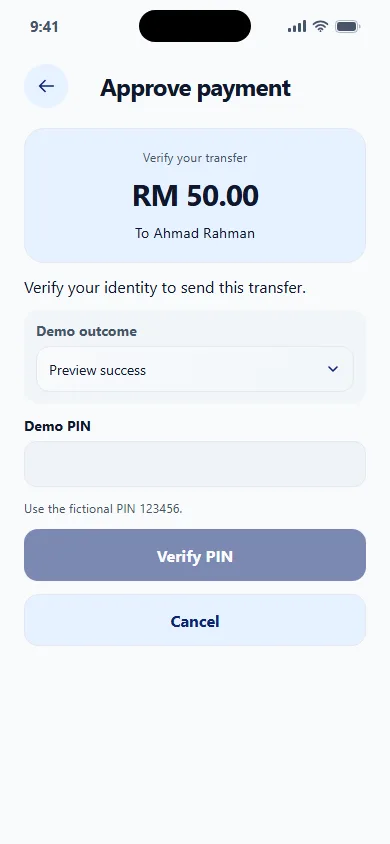 9:41
Approve payment
Verify your transfer
RM 50.00
To Ahmad Rahman
Verify your identity to send this transfer.
Demo outcome
Preview success
Demo PIN
Use the fictional PIN 123456.
Verify PIN
Cancel